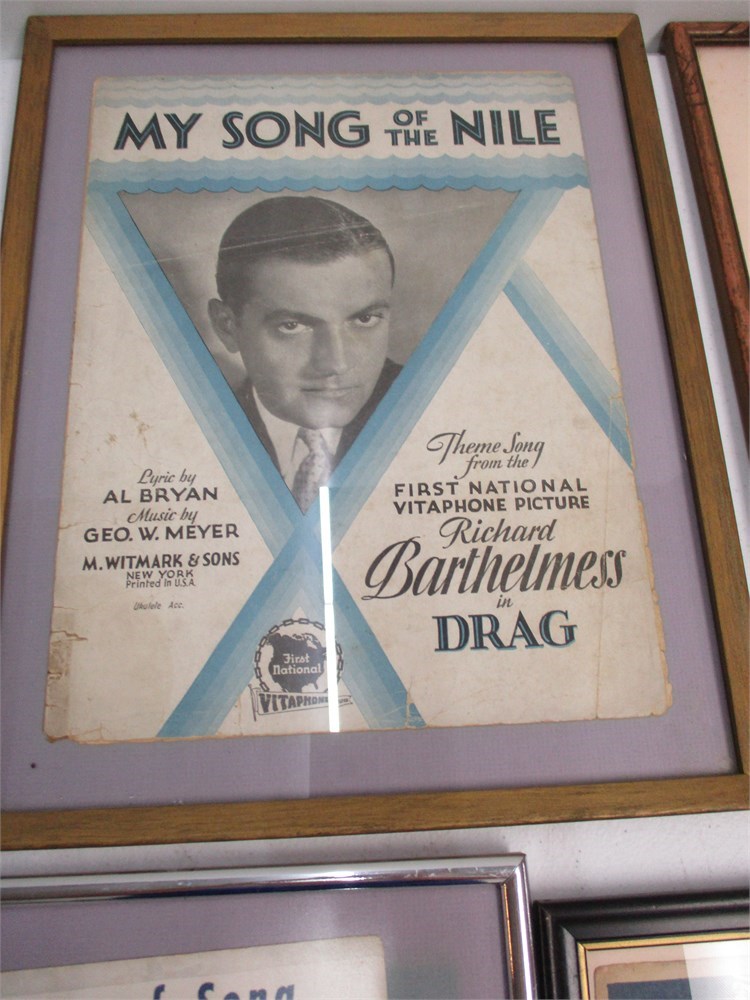 MY SONG OF THE NILE
Lyric by
AL BRYAN
Music by
GEO. W. MEYER
M. WITMARK & SONS
NEW YORK
Printed in U.S.A.
Ukulele Acc.
Theme Song
from the
FIRST NATIONAL
VITAPHONE PICTURE
Richard
Barthelmess
in
DRAG
First
National
VITAPHONE
Song